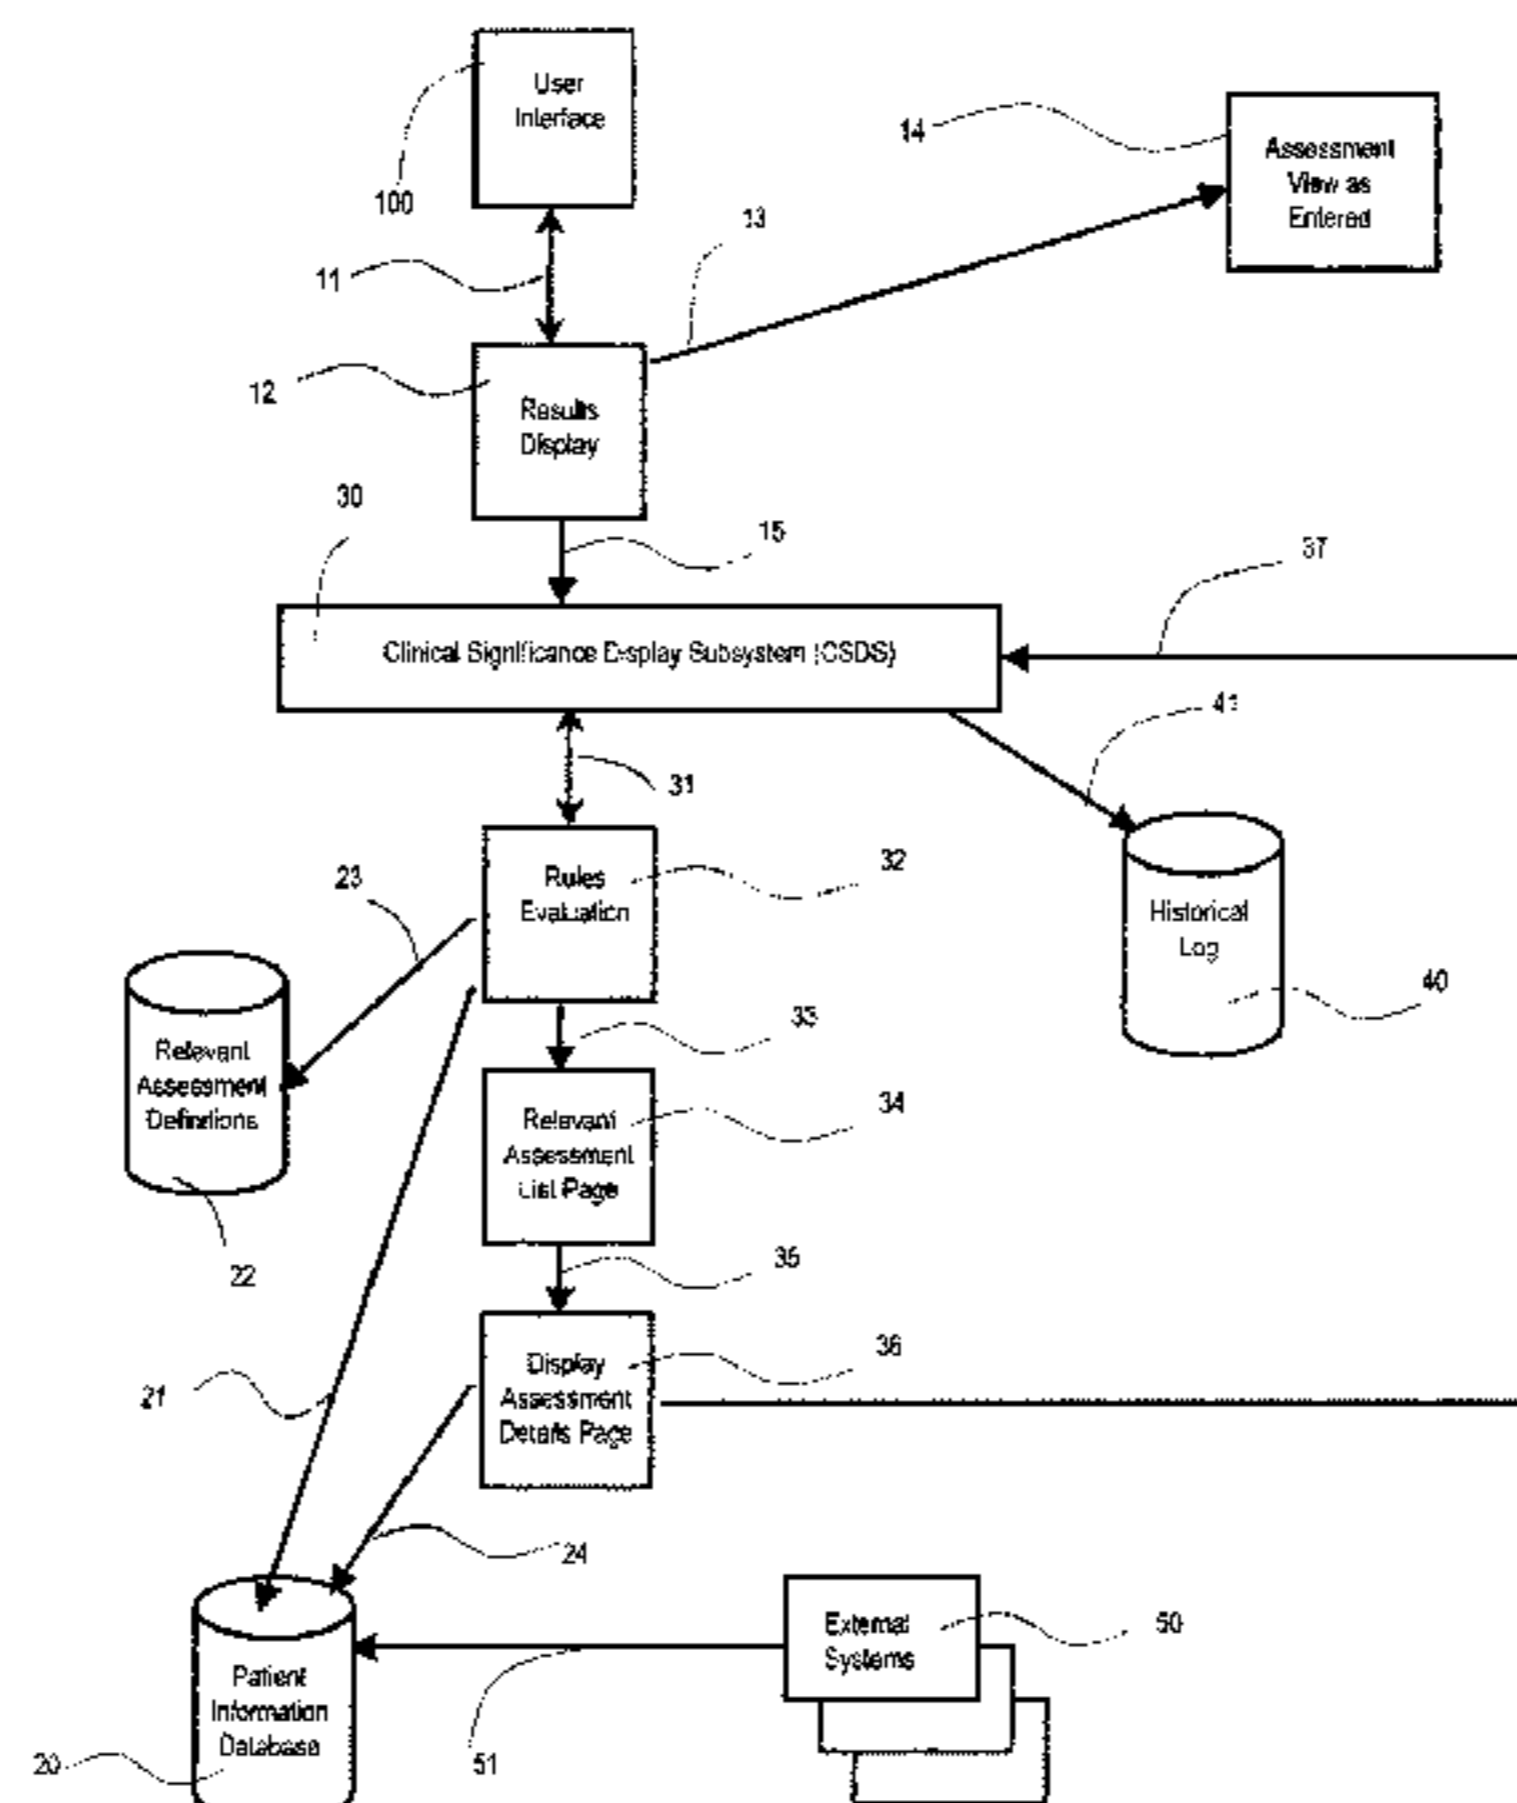 User
Interface
100
14
Assessment
View as
Entered
13
11
12
Results
Display
30
15
37
Clinical Significance Display Subsystem (CSDS)
41
31
32
Rules
Evaluation
23
Historical
Log
40
33
Relevant
Assessment
Definitions
34
Relevant
Assessment
List Page
22
35
36
Display
Assessment
Details Page
21
24
External
Systems
50
Patient
Information
Database
20
51